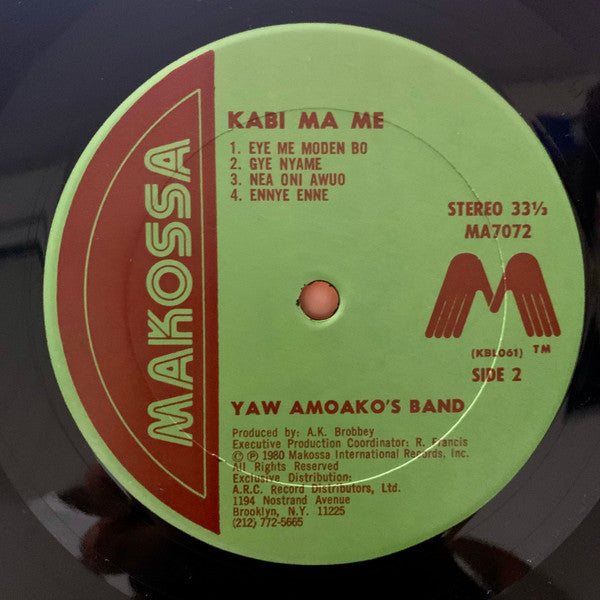 MAKOSSA
KABI MA ME
1. EYE ME MODEN BO
2. GYE NYAME
3. NEA ONI AWUO
4. ENNYE ENNE
STEREO 33⅓
MA7072
M
(KBL061) TM
SIDE 2
YAW AMOAKO'S BAND
Produced by: A.K. Brobbey
Executive Production Coordinator: R. Francis
© ℗ 1980 Makossa International Records, Inc.
All Rights Reserved
Exclusive Distribution:
A.R.C. Record Distributors, Ltd.
1194 Nostrand Avenue
Brooklyn, N.Y. 11225
(212) 772-5665